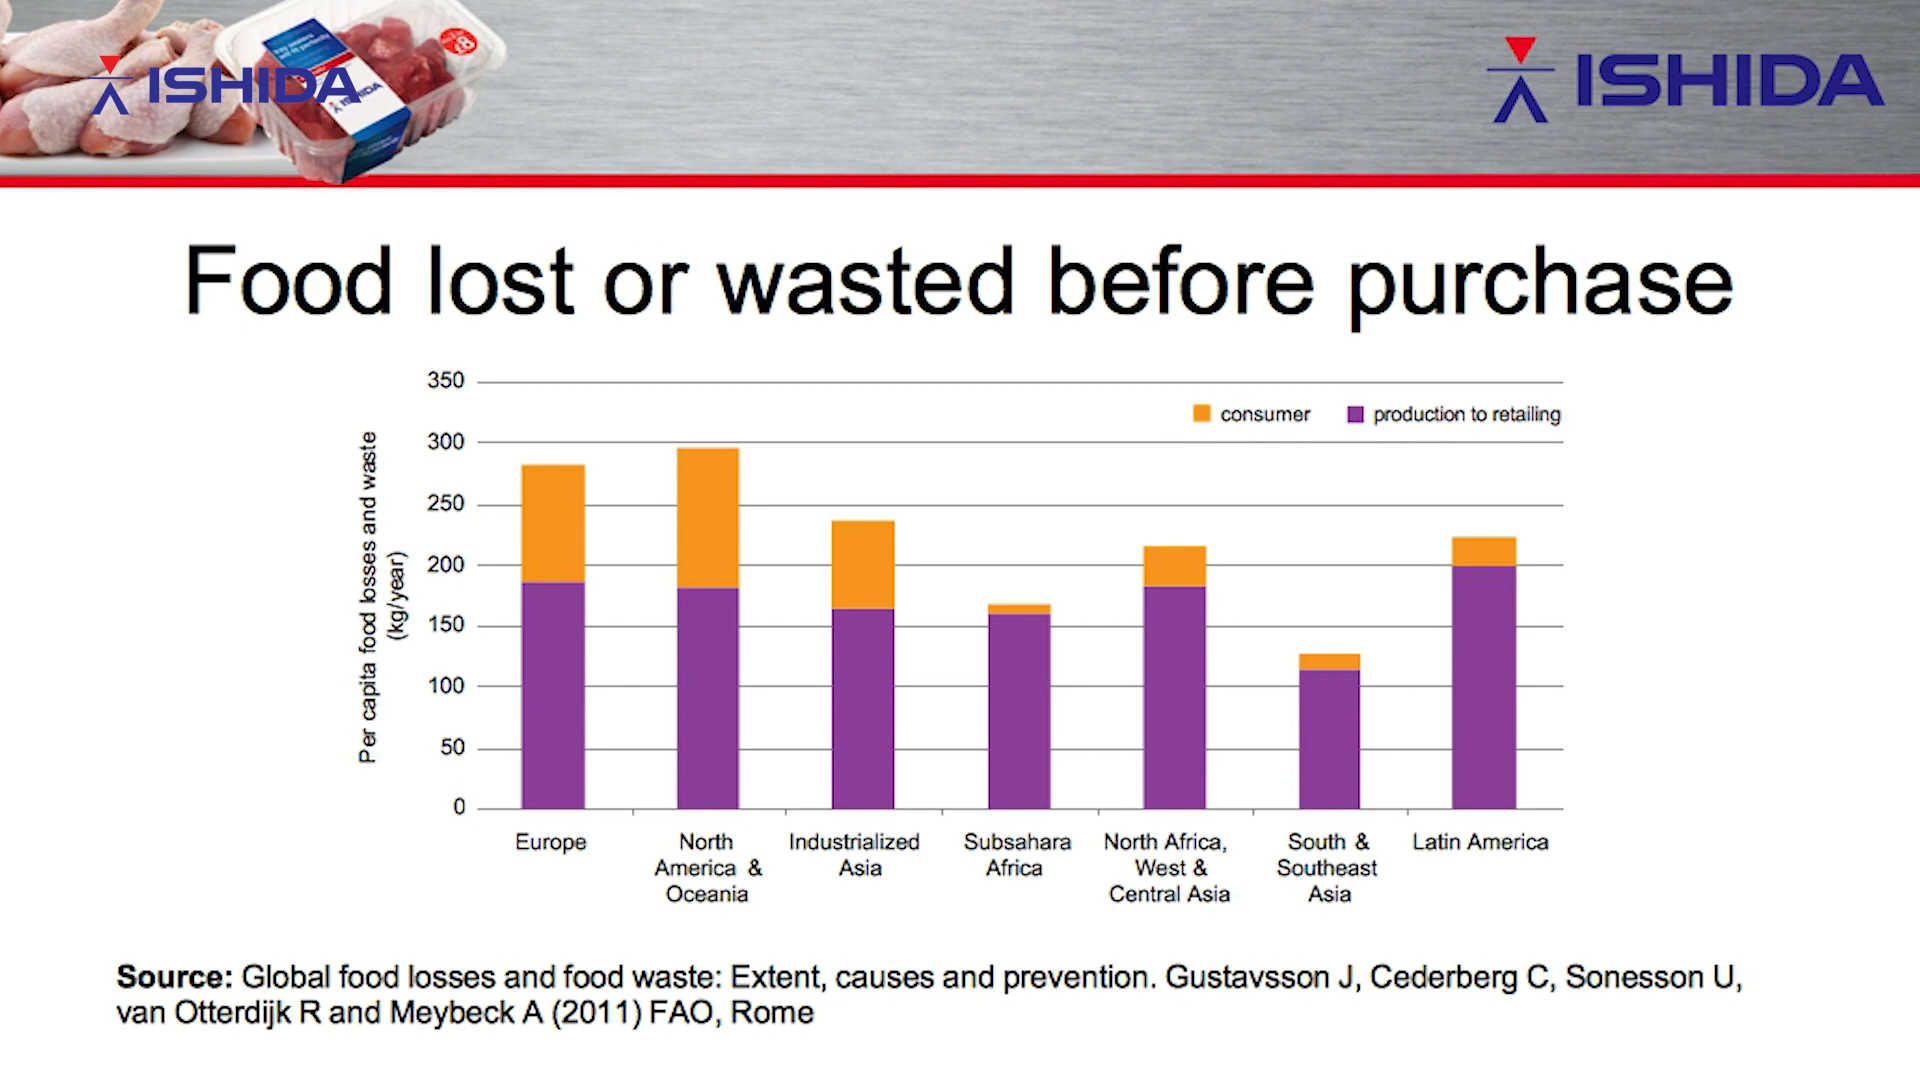 ISHIDA
ISHIDA
ISHIDA
Food lost or wasted before purchase
350
300
250
200
150
100
50
0
Per capita food losses and waste
(kg/year)
consumer
production to retailing
Europe
North
America &
Oceania
Industrialized
Asia
Subsahara
Africa
North Africa,
West &
Central Asia
South &
Southeast
Asia
Latin America
Source: Global food losses and food waste: Extent, causes and prevention. Gustavsson J, Cederberg C, Sonesson U,
van Otterdijk R and Meybeck A (2011) FAO, Rome